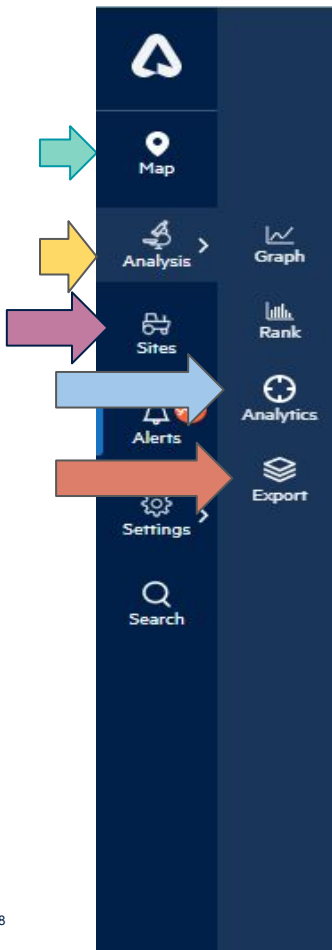 Map
Analysis
Graph
Rank
Sites
Analytics
Alerts
Export
Settings
Search
8